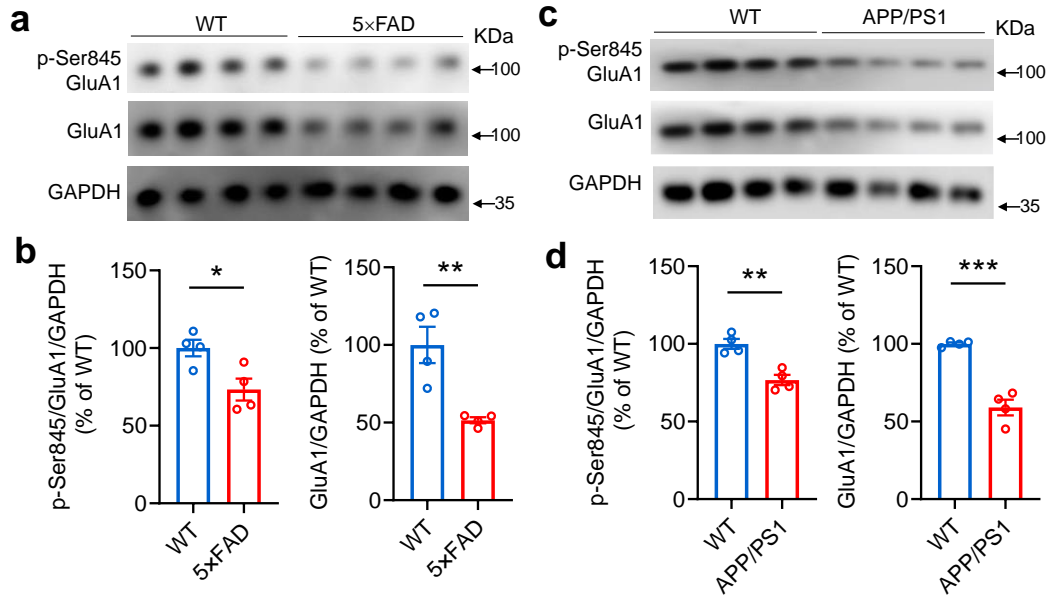 a
WT
5×FAD
KDa
p-Ser845
GluA1
←100
GluA1
←100
GAPDH
←35
c
WT
APP/PS1
KDa
p-Ser845
GluA1
←100
GluA1
←100
GAPDH
←35
b
p-Ser845/GluA1/GAPDH
(% of WT)
150
100
50
0
*
WT
5×FAD
GluA1/GAPDH (% of WT)
150
100
50
0
**
WT
5×FAD
d
p-Ser845/GluA1/GAPDH
(% of WT)
150
100
50
0
**
WT
APP/PS1
GluA1/GAPDH (% of WT)
150
100
50
0
***
WT
APP/PS1